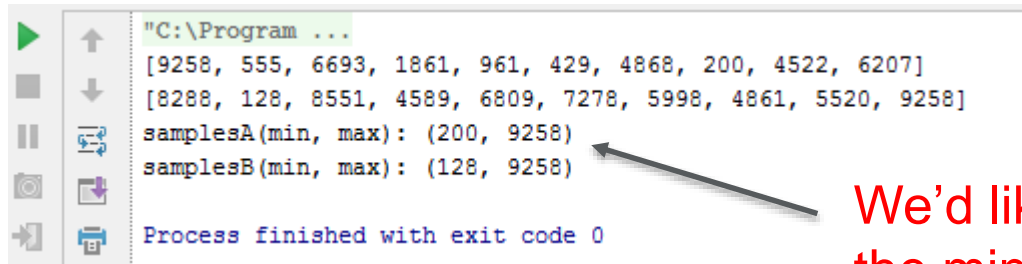 "C:\Program ...
[9258, 555, 6693, 1861, 961, 429, 4868, 200, 4522, 6207]
[8288, 128, 8551, 4589, 6809, 7278, 5998, 4861, 5520, 9258]
samplesA(min, max): (200, 9258)
samplesB(min, max): (128, 9258)
We'd
Process finished with exit code 0